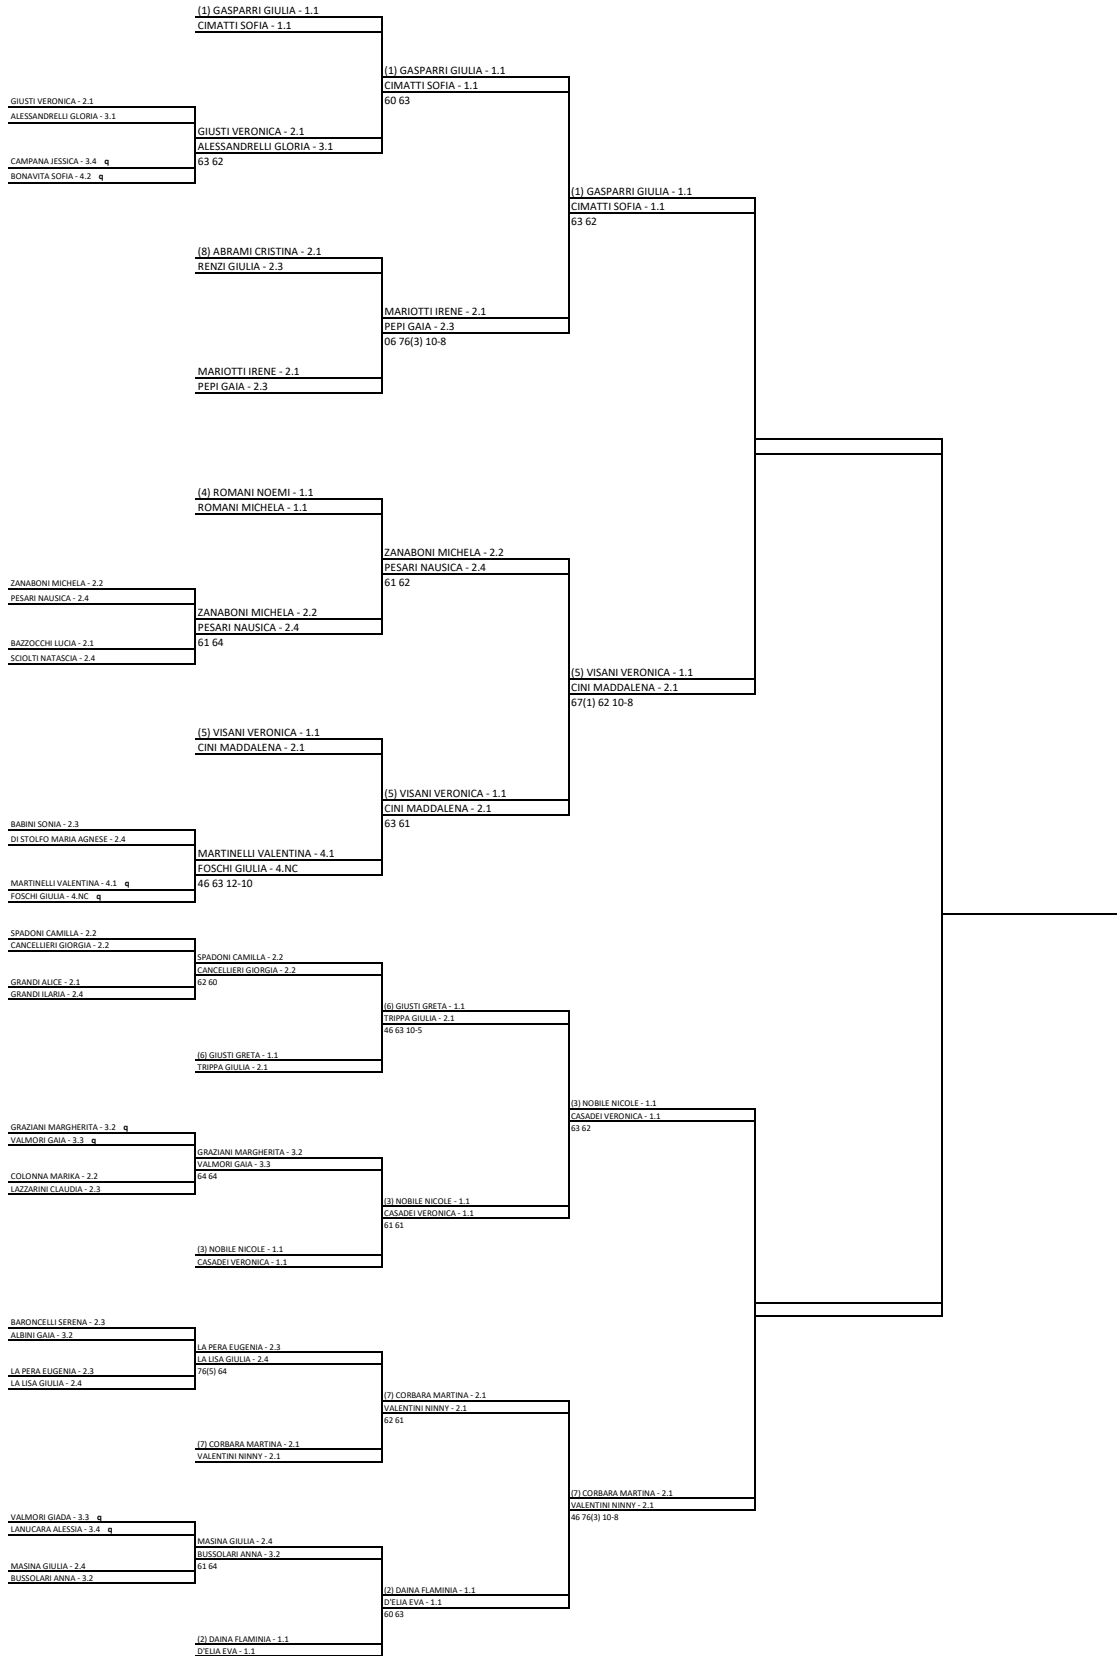 (1) GASPARRI GIULIA - 1.1
CIMATTI SOFIA - 1.1
(1) GASPARRI GIULIA - 1.1
CIMATTI SOFIA - 1.1
60 63
GIUSTI VERONICA - 2.1
ALESSANDRELLI GLORIA - 3.1
GIUSTI VERONICA - 2.1
ALESSANDRELLI GLORIA - 3.1
63 62
CAMPANA JESSICA - 3.4 q
BONAVITA SOFIA - 4.2 q
(1) GASPARRI GIULIA - 1.1
CIMATTI SOFIA - 1.1
63 62
(8) ABRAMI CRISTINA - 2.1
RENZI GIULIA - 2.3
MARIOTTI IRENE - 2.1
PEPI GAIA - 2.3
06 76(3) 10-8
MARIOTTI IRENE - 2.1
PEPI GAIA - 2.3
(4) ROMANI NOEMI - 1.1
ROMANI MICHELA - 1.1
ZANABONI MICHELA - 2.2
PESARI NAUSICA - 2.4
61 62
ZANABONI MICHELA - 2.2
PESARI NAUSICA - 2.4
ZANABONI MICHELA - 2.2
PESARI NAUSICA - 2.4
61 64
BAZZOCCHI LUCIA - 2.1
SCIOLTI NATASCIA - 2.4
(5) VISANI VERONICA - 1.1
CINI MADDALENA - 2.1
67(1) 62 10-8
(5) VISANI VERONICA - 1.1
CINI MADDALENA - 2.1
(5) VISANI VERONICA - 1.1
CINI MADDALENA - 2.1
63 61
BABINI SONIA - 2.3
DI STOLFO MARIA AGNESE - 2.4
MARTINELLI VALENTINA - 4.1
FOSCHI GIULIA - 4.NC
46 63 12-10
MARTINELLI VALENTINA - 4.1 q
FOSCHI GIULIA - 4.NC q
SPADONI CAMILLA - 2.2
CANCELLIERI GIORGIA - 2.2
SPADONI CAMILLA - 2.2
CANCELLIERI GIORGIA - 2.2
62 60
GRANDI ALICE - 2.1
GRANDI ILARIA - 2.4
(6) GIUSTI GRETA - 1.1
TRIPPA GIULIA - 2.1
46 63 10-5
(6) GIUSTI GRETA - 1.1
TRIPPA GIULIA - 2.1
(3) NOBILE NICOLE - 1.1
CASADEI VERONICA - 1.1
63 62
GRAZIANI MARGHERITA - 3.2 q
VALMORI GAIA - 3.3 q
GRAZIANI MARGHERITA - 3.2
VALMORI GAIA - 3.3
64 64
COLONNA MARIKA - 2.2
LAZZARINI CLAUDIA - 2.3
(3) NOBILE NICOLE - 1.1
CASADEI VERONICA - 1.1
61 61
(3) NOBILE NICOLE - 1.1
CASADEI VERONICA - 1.1
BARONCELLI SERENA - 2.3
ALBINI GAIA - 3.2
LA PERA EUGENIA - 2.3
LA LISA GIULIA - 2.4
76(5) 64
LA PERA EUGENIA - 2.3
LA LISA GIULIA - 2.4
(7) CORBARA MARTINA - 2.1
VALENTINI NINNY - 2.1
62 61
(7) CORBARA MARTINA - 2.1
VALENTINI NINNY - 2.1
(7) CORBARA MARTINA - 2.1
VALENTINI NINNY - 2.1
46 76(3) 10-8
VALMORI GIADA - 3.3 q
LANUCARA ALESSIA - 3.4 q
MASINA GIULIA - 2.4
BUSSOLARI ANNA - 3.2
61 64
MASINA GIULIA - 2.4
BUSSOLARI ANNA - 3.2
(2) DAINA FLAMINIA - 1.1
D'ELIA EVA - 1.1
60 63
(2) DAINA FLAMINIA - 1.1
D'ELIA EVA - 1.1